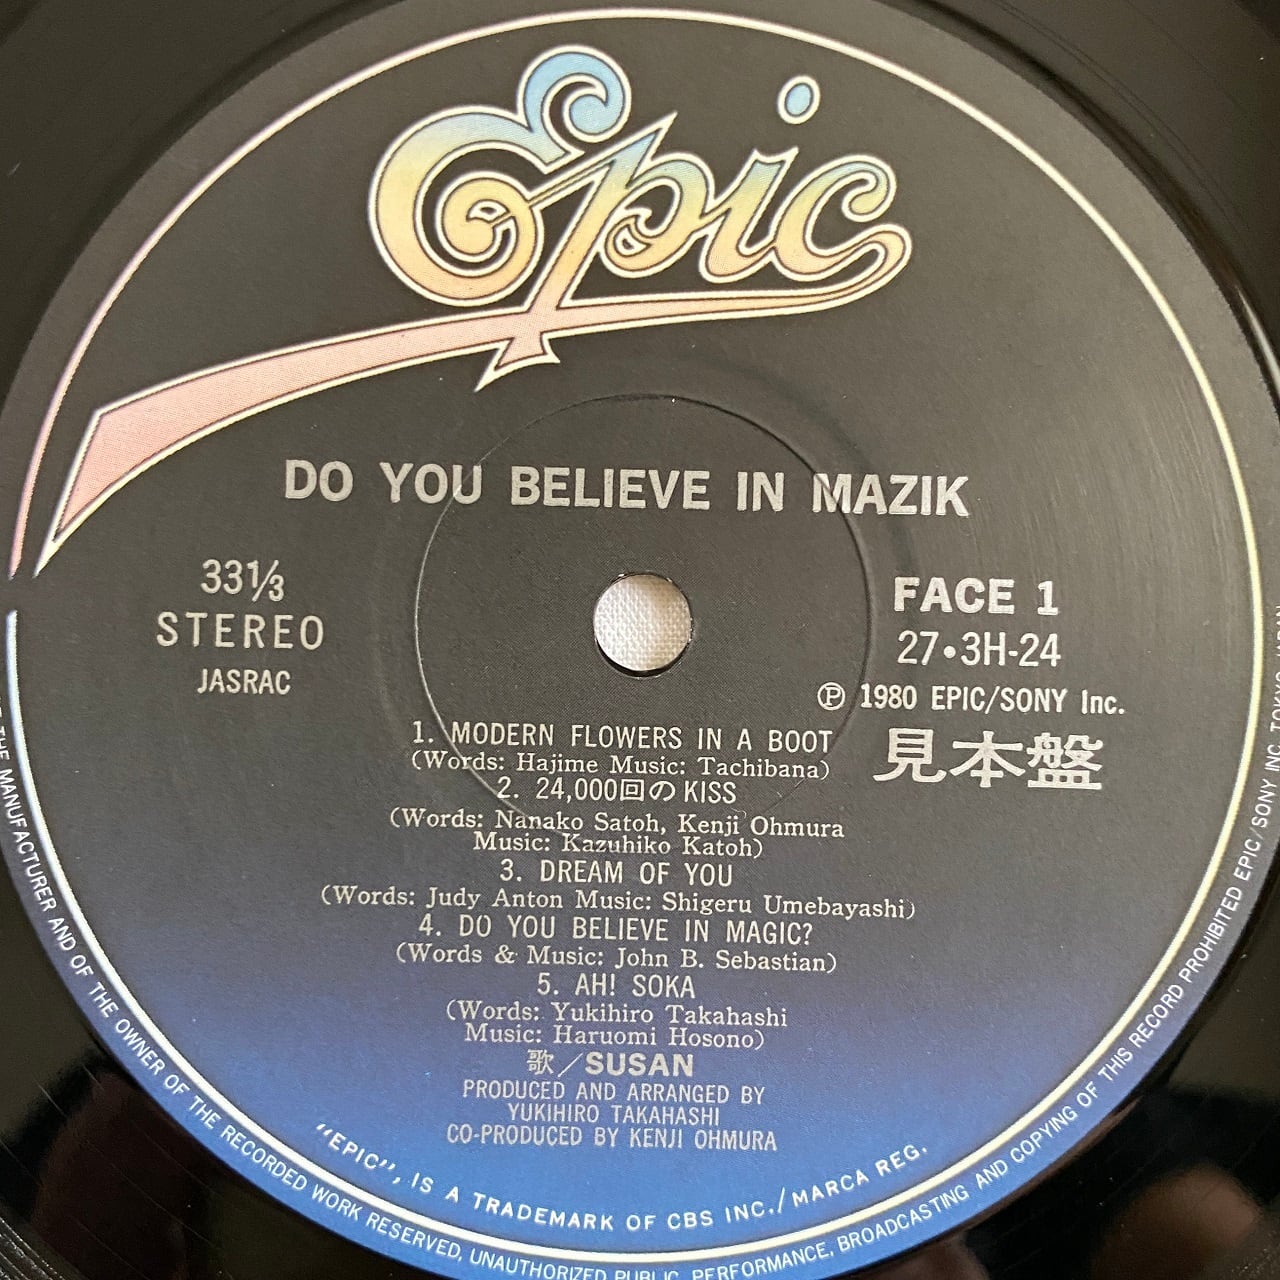 Epic
DO YOU BELIEVE IN MAZIK
33⅓
STEREO
JASRAC
FACE 1
27•3H-24
Ⓟ 1980 EPIC/SONY Inc.
見本盤
1. MODERN FLOWERS IN A BOOT
(Words: Hajime Music: Tachibana)
2. 24,000回のKISS
(Words: Nanako Satoh, Kenji Ohmura
Music: Kazuhiko Katoh)
3. DREAM OF YOU
(Words: Judy Anton Music: Shigeru Umebayashi)
4. DO YOU BELIEVE IN MAGIC?
(Words & Music: John B. Sebastian)
5. AH! SOKA
(Words: Yukihiro Takahashi
Music: Haruomi Hosono)
歌／SUSAN
PRODUCED AND ARRANGED BY
YUKIHIRO TAKAHASHI
CO-PRODUCED BY KENJI OHMURA
"EPIC", IS A TRADEMARK OF CBS INC./MARCA REG.
THE MANUFACTURER AND OF THE OWNER OF THE RECORDED WORK RESERVED, UNAUTHORIZED PUBLIC PERFORMANCE, BROADCASTING AND COPYING OF THIS RECORD PROHIBITED EPIC/SONY INC. TOKYO